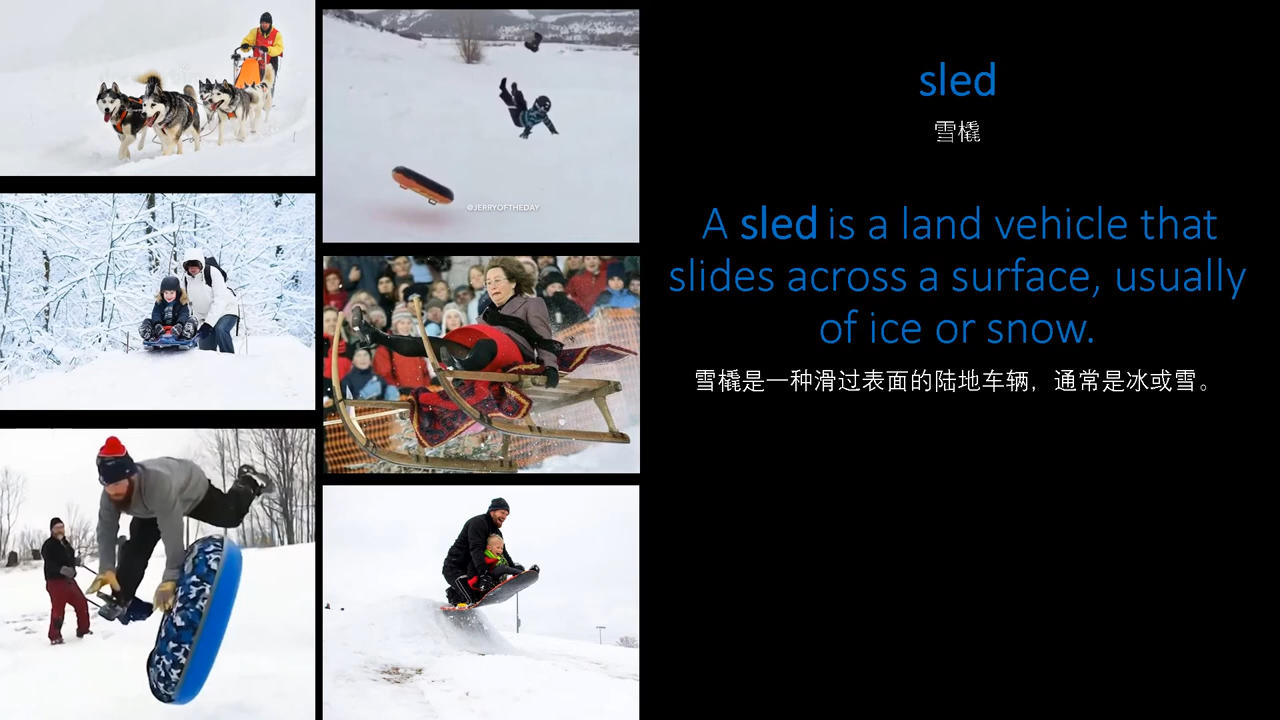 sled
雪橇
A sled is a land vehicle that
slides across a surface, usually
of ice or snow.
雪橇是一种滑过表面的陆地车辆，通常是冰或雪。
@JERRYOFTHEDAY